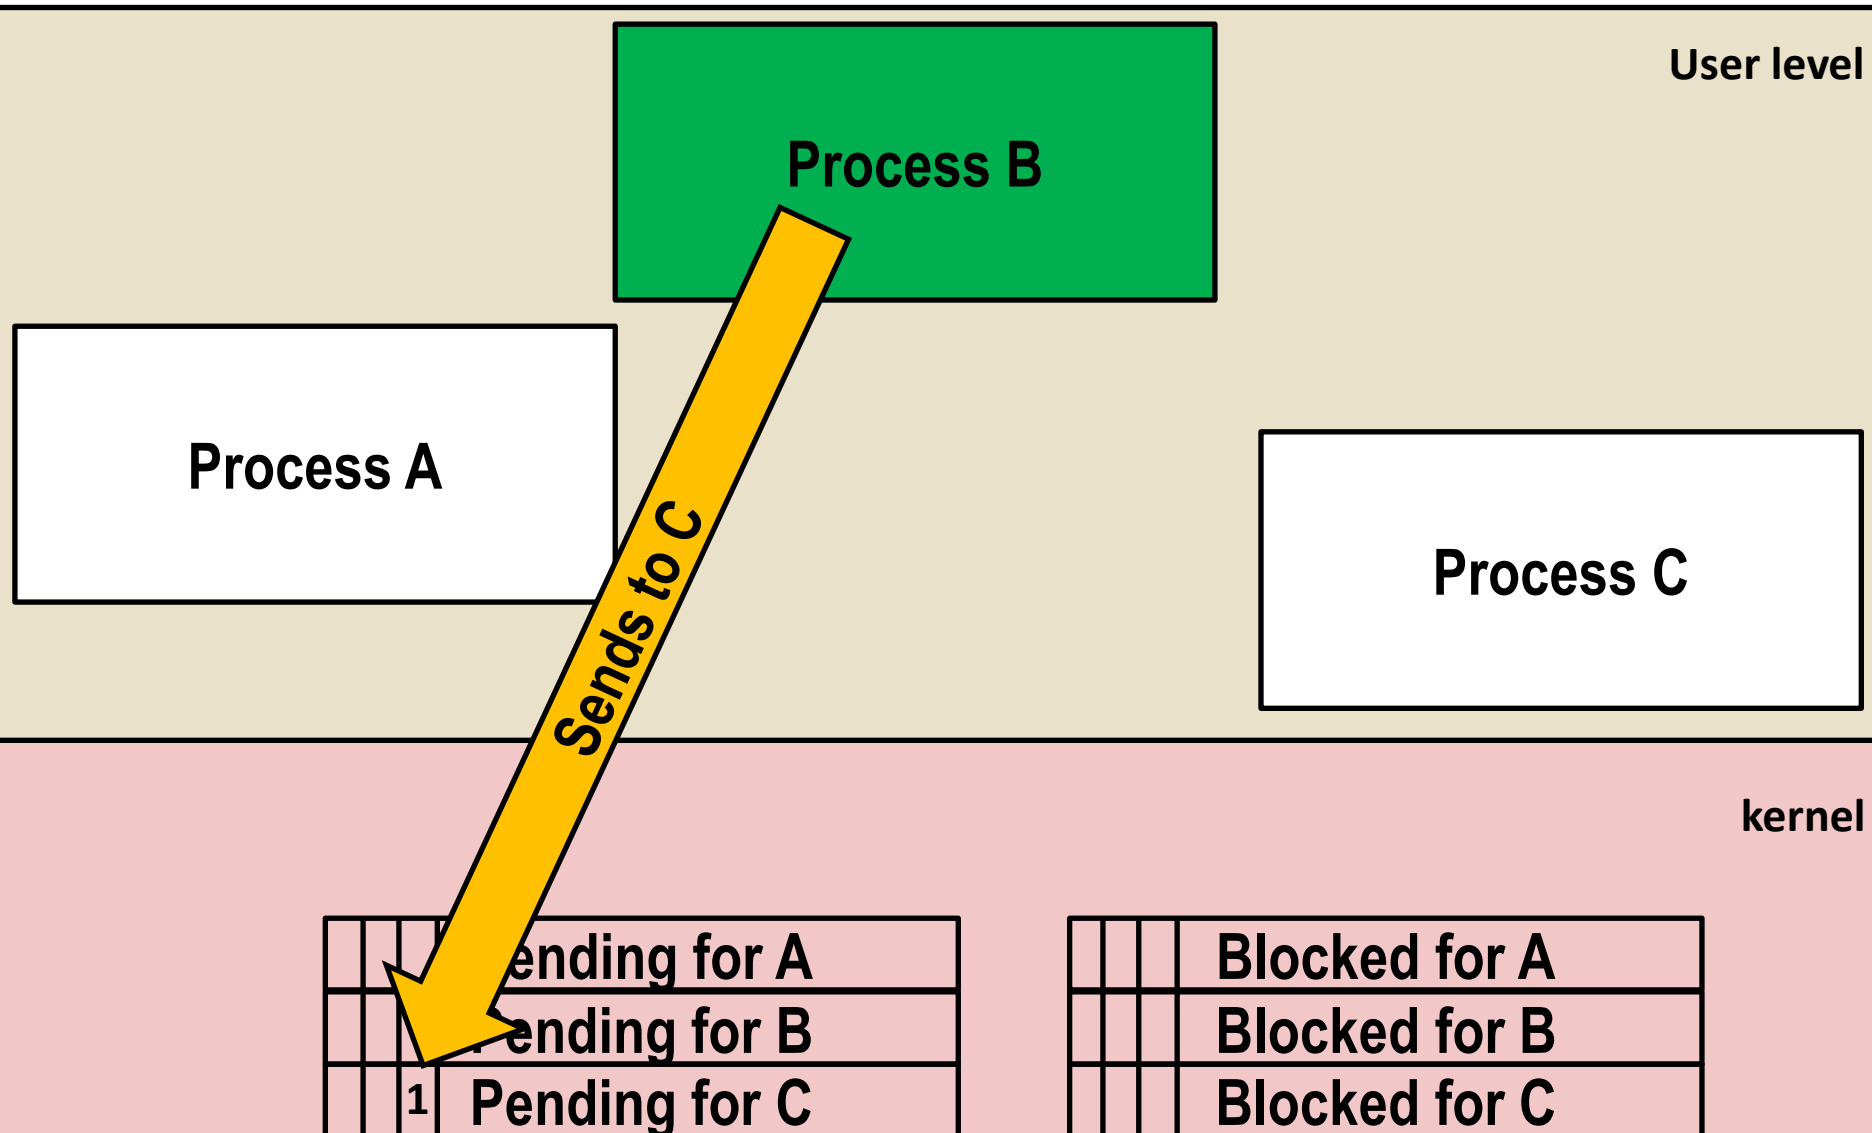 User level
Process B
Process A
Sends to C
Process C
kernel
ending for A
Blocked for A
Pending for B
Blocked for B
1 Pending for C
Blocked for C